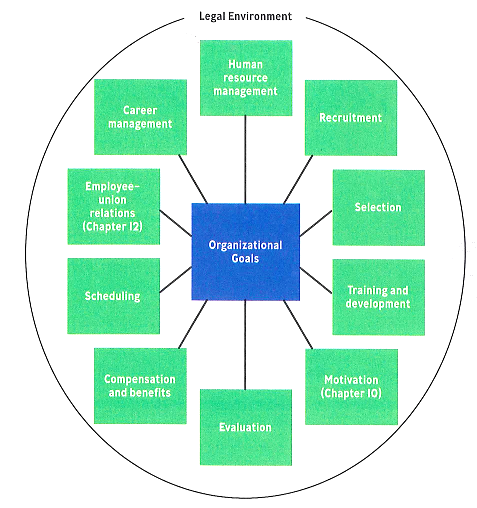 Legal Environment
Human
resource
management
Career
management
Recruitment
Employee–
union
relations
(Chapter 12)
Selection
Organizational
Goals
Scheduling
Training and
development
Compensation
and benefits
Motivation
(Chapter 10)
Evaluation